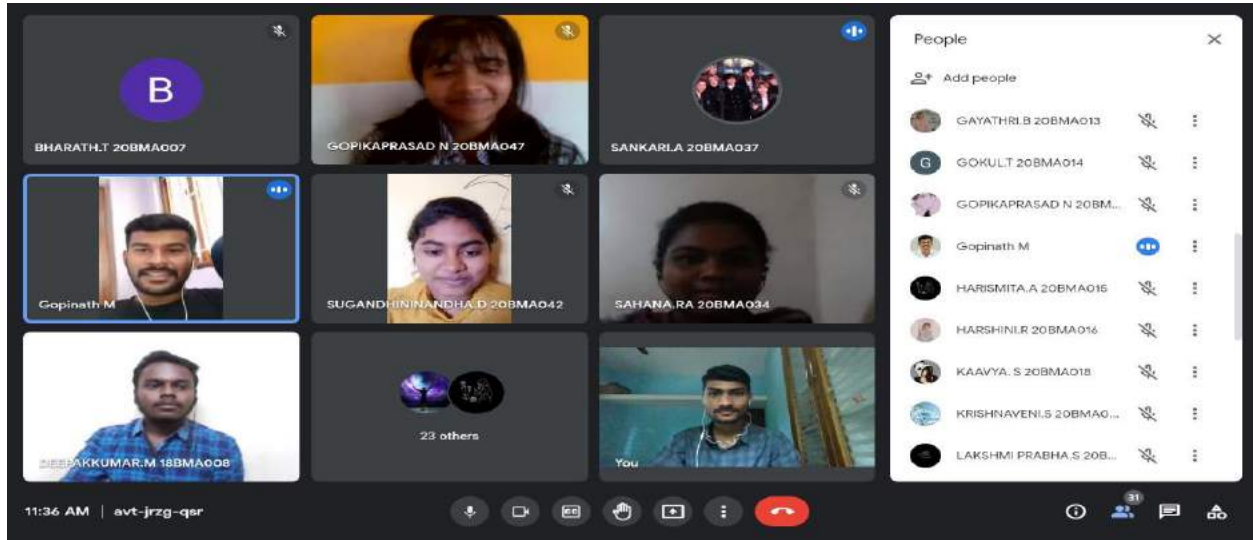 B
BHARATH.T 20BMA007
GOPIKAPRASAD N 20BMA047
SANKARI.A 20BMA037
Gopinath M
SUGANDHININANDHA.D 20BMA042
SAHANA.RA 20BMA034
DEEPAKKUMAR.M 18BMA008
23 others
You
People
Add people
GAYATHRI.B 20BMA013
G
GOKUL.T 20BMA014
GOPIKAPRASAD N 20BM...
Gopinath M
HARISMITA.A 20BMA015
HARSHINI.R 20BMA016
KAAVYA. S 20BMA018
KRISHNAVENI.S 20BMA0...
LAKSHMI PRABHA.S 20B...
11:36 AM | avt-jrzg-qsr
31